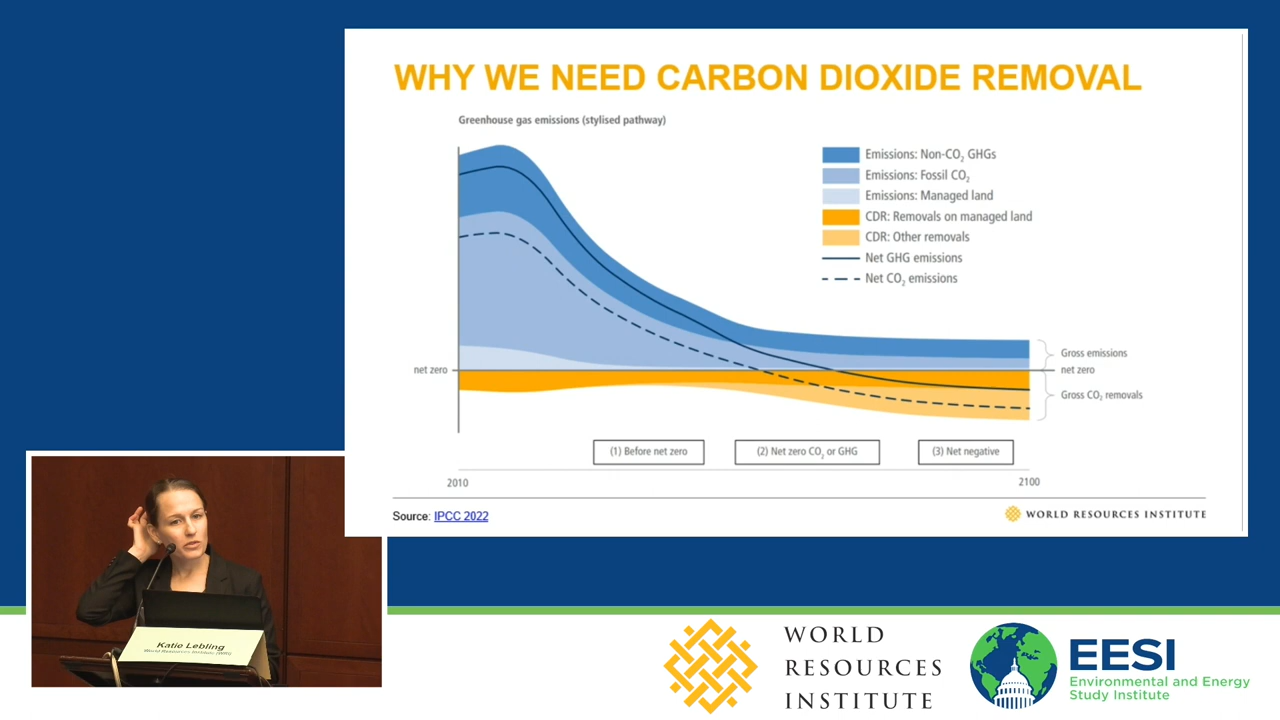 WHY WE NEED CARBON DIOXIDE REMOVAL
Greenhouse gas emissions (stylised pathway)
Emissions: Non-CO₂ GHGs
Emissions: Fossil CO₂
Emissions: Managed land
CDR: Removals on managed land
CDR: Other removals
Net GHG emissions
Net CO₂ emissions
Gross emissions
net zero
net zero
Gross CO₂ removals
(1) Before net zero
(2) Net zero CO₂ or GHG
(3) Net negative
2010
2100
Source: IPCC 2022
WORLD RESOURCES INSTITUTE
Katie Lebling
World Resources Institute (WRI)
WORLD
RESOURCES
INSTITUTE
EESI
Environmental and Energy
Study Institute